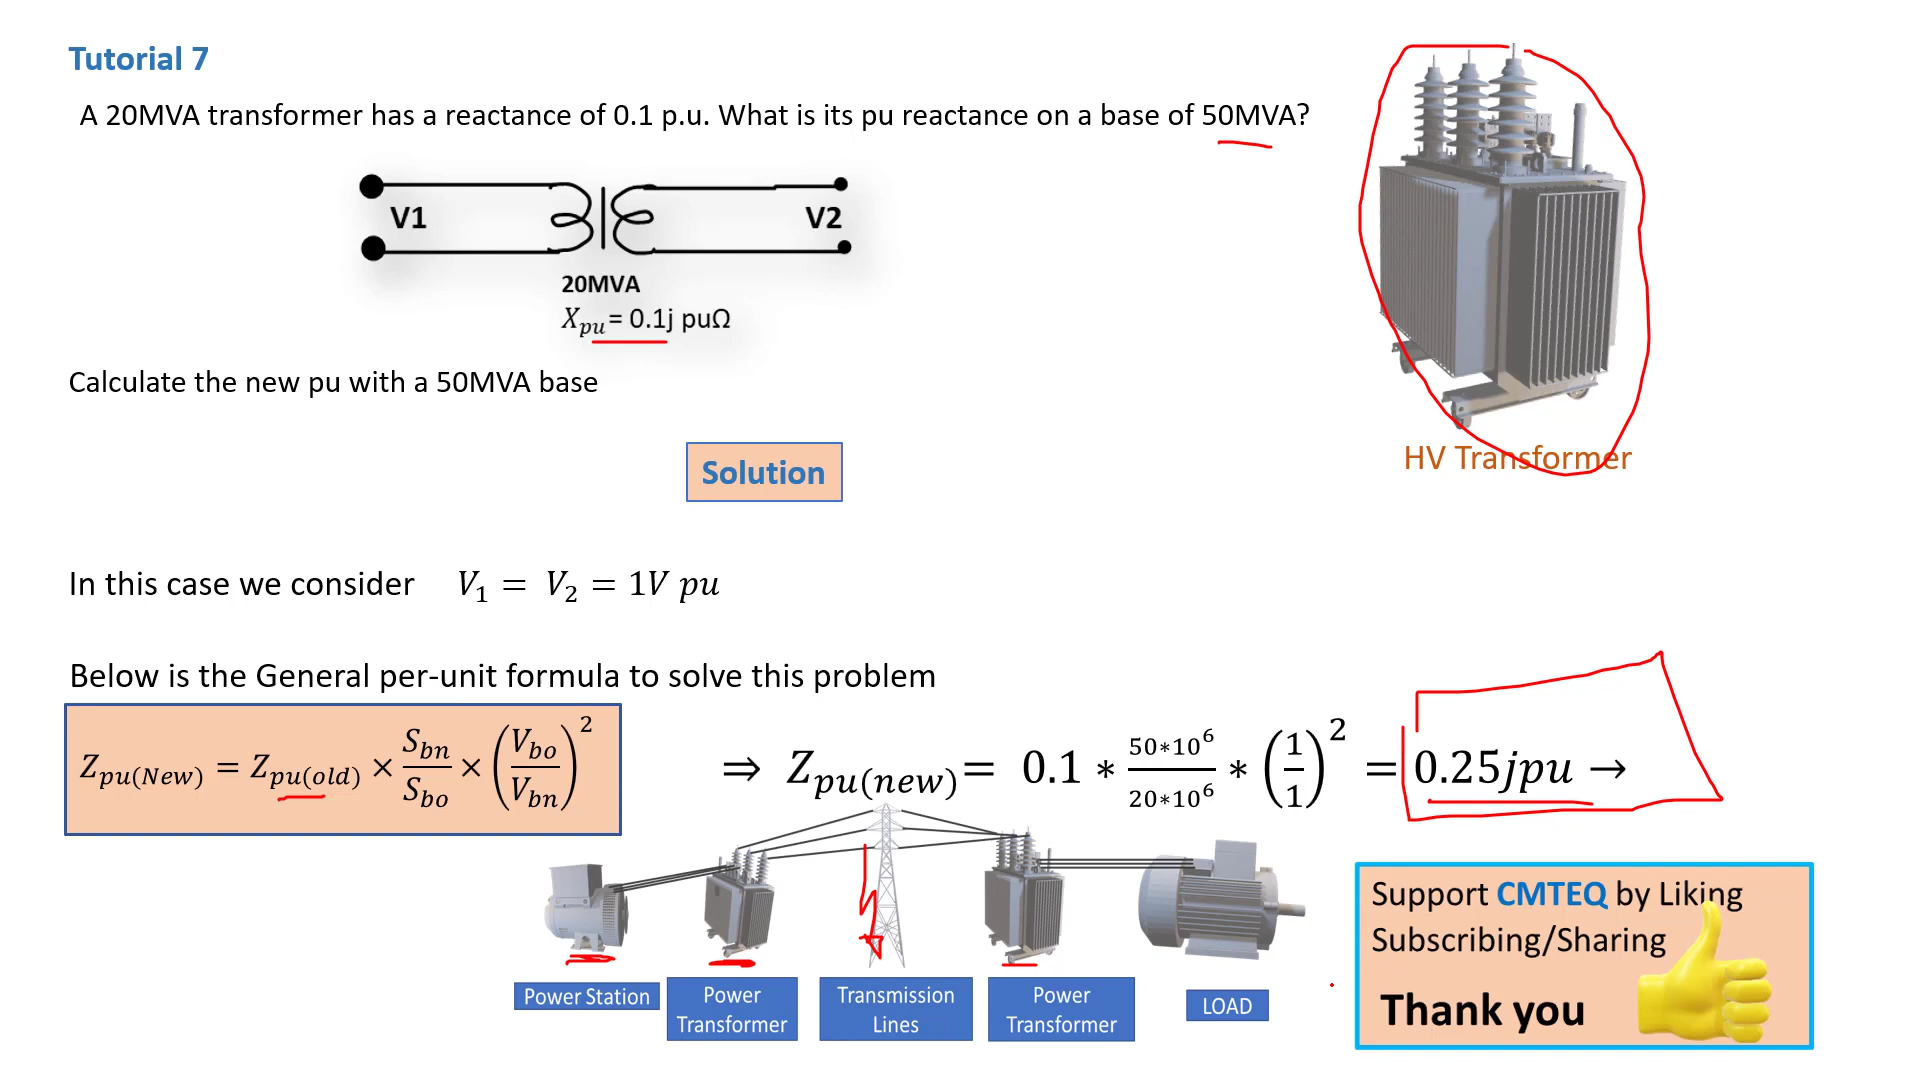 Tutorial 7
A 20MVA transformer has a reactance of 0.1 p.u. What is its pu reactance on a base of 50MVA?
V1
V2
20MVA
X_pu = 0.1j puΩ
Calculate the new pu with a 50MVA base
HV Transformer
Solution
In this case we consider V_1 = V_2 = 1V pu
Below is the General per-unit formula to solve this problem
Z_pu(New) = Z_pu(old) × S_bn/S_bo × (V_bo/V_bn)^2
⇒ Z_pu(new) = 0.1 * 50*10^6/20*10^6 * (1/1)^2 = 0.25jpu →
Power Station
Power
Transformer
Transmission
Lines
Power
Transformer
LOAD
Support CMTEQ by Liking
Subscribing/Sharing
Thank you